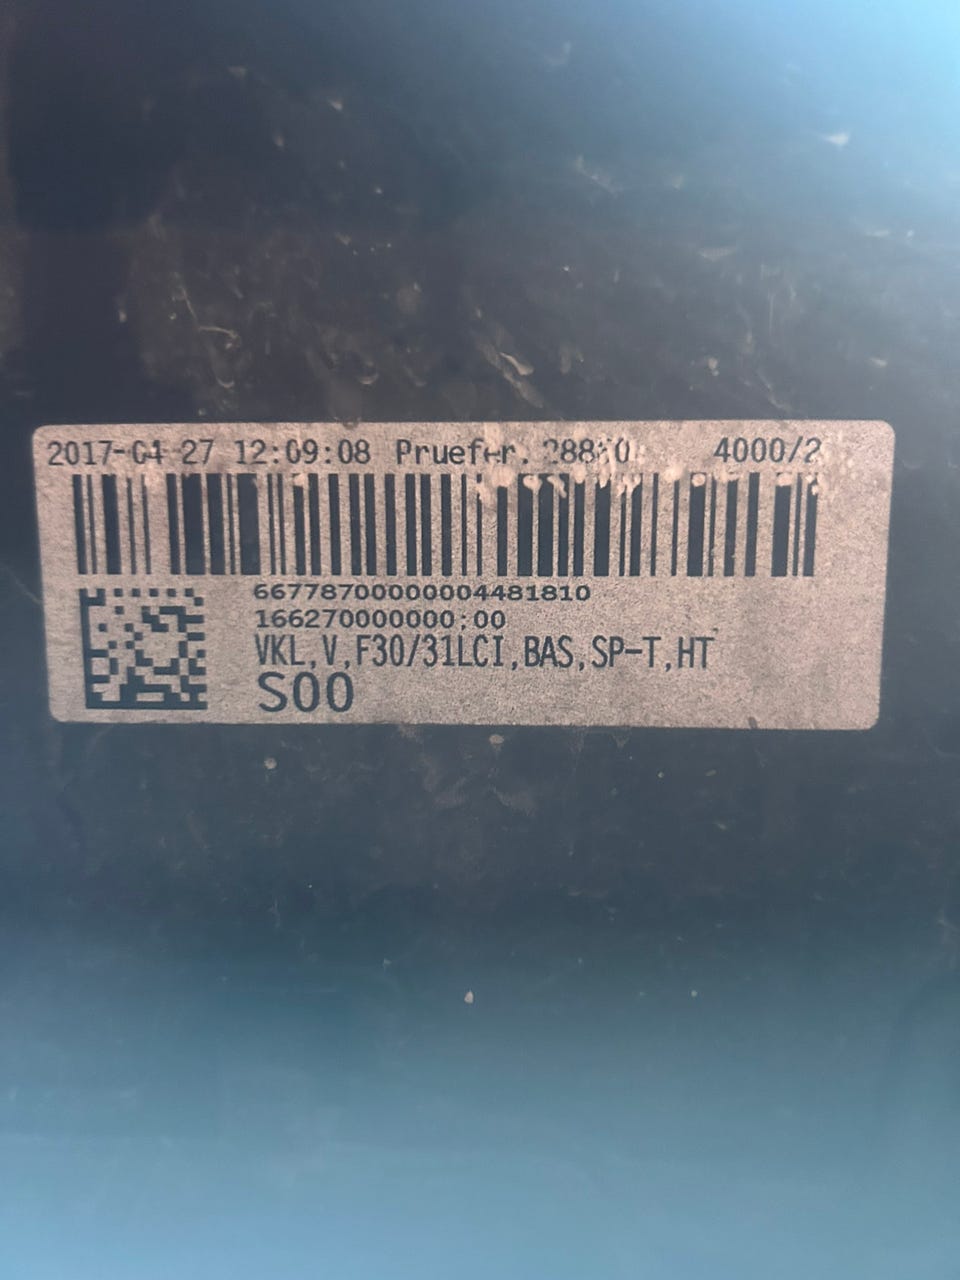 2017-04-27 12:09:08 Pruefer. 4000/2
66778700000004481810
166270000000;00
VKL,V,F30/31LCI,BAS,SP-T,HT
S00